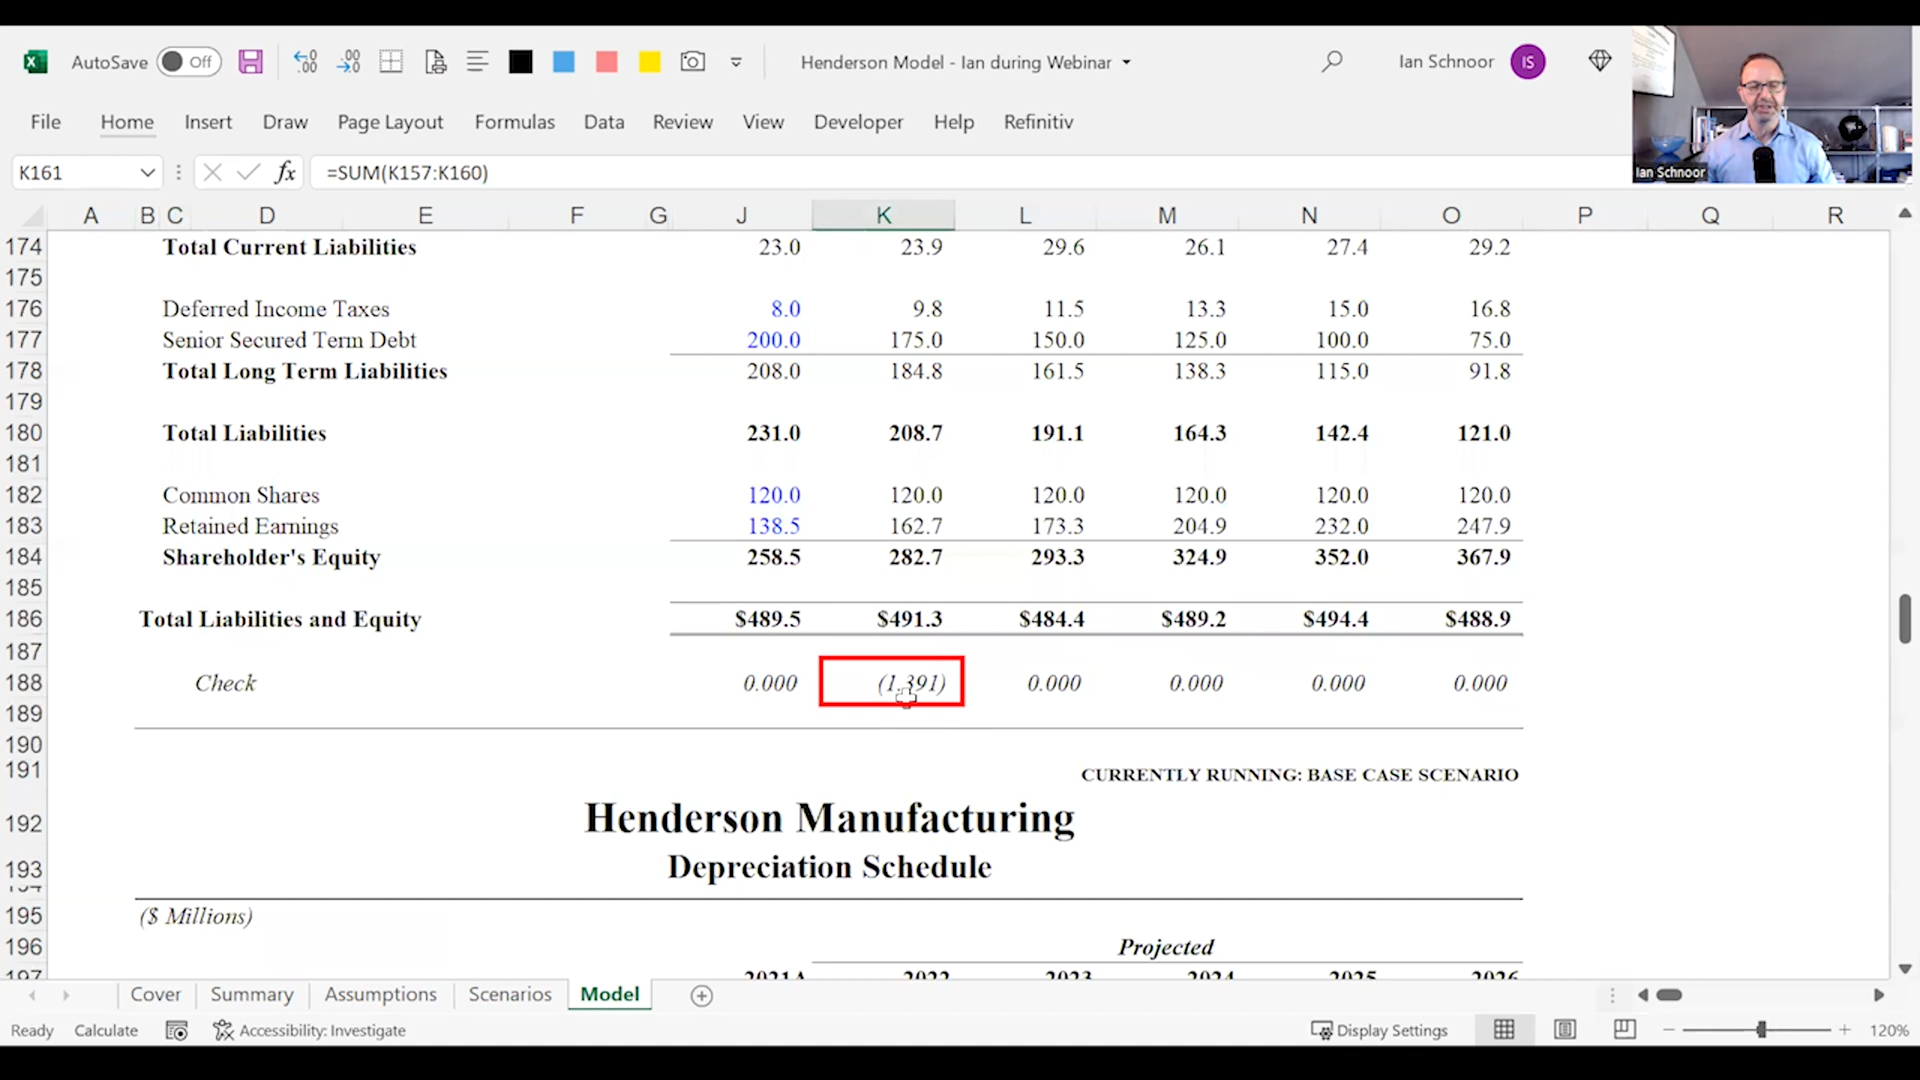 AutoSave Off Henderson Model - Ian during Webinar Ian Schnoor IS
File Home Insert Draw Page Layout Formulas Data Review View Developer Help Refinitiv
K161 fx =SUM(K157:K160) Ian Schnoor
A B C D E F G J K L M N O P Q R
174 Total Current Liabilities 23.0 23.9 29.6 26.1 27.4 29.2
175
176 Deferred Income Taxes 8.0 9.8 11.5 13.3 15.0 16.8
177 Senior Secured Term Debt 200.0 175.0 150.0 125.0 100.0 75.0
178 Total Long Term Liabilities 208.0 184.8 161.5 138.3 115.0 91.8
179
180 Total Liabilities 231.0 208.7 191.1 164.3 142.4 121.0
181
182 Common Shares 120.0 120.0 120.0 120.0 120.0 120.0
183 Retained Earnings 138.5 162.7 173.3 204.9 232.0 247.9
184 Shareholder's Equity 258.5 282.7 293.3 324.9 352.0 367.9
185
186 Total Liabilities and Equity $489.5 $491.3 $484.4 $489.2 $494.4 $488.9
187
188 Check 0.000 (1.391) 0.000 0.000 0.000 0.000
189
190
191 CURRENTLY RUNNING: BASE CASE SCENARIO
192 Henderson Manufacturing
193 Depreciation Schedule
195 ($ Millions)
196 Projected
197 2021A 2022 2023 2024 2025 2026
Cover Summary Assumptions Scenarios Model
Ready Calculate Accessibility: Investigate Display Settings 120%